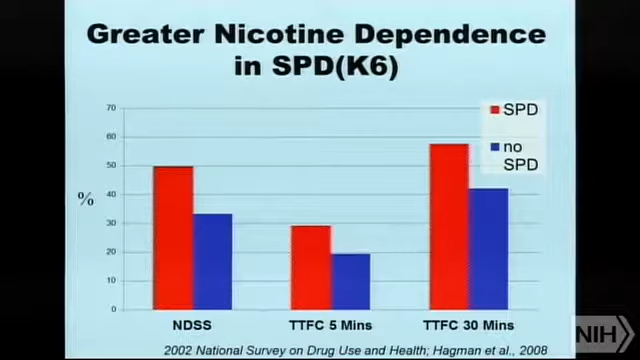 Greater Nicotine Dependence
in SPD(K6)
70
60
50
40
30
20
10
0
%
SPD
no
SPD
NDSS
TTFC 5 Mins
TTFC 30 Mins
2002 National Survey on Drug Use and Health; Hagman et al., 2008
NIH